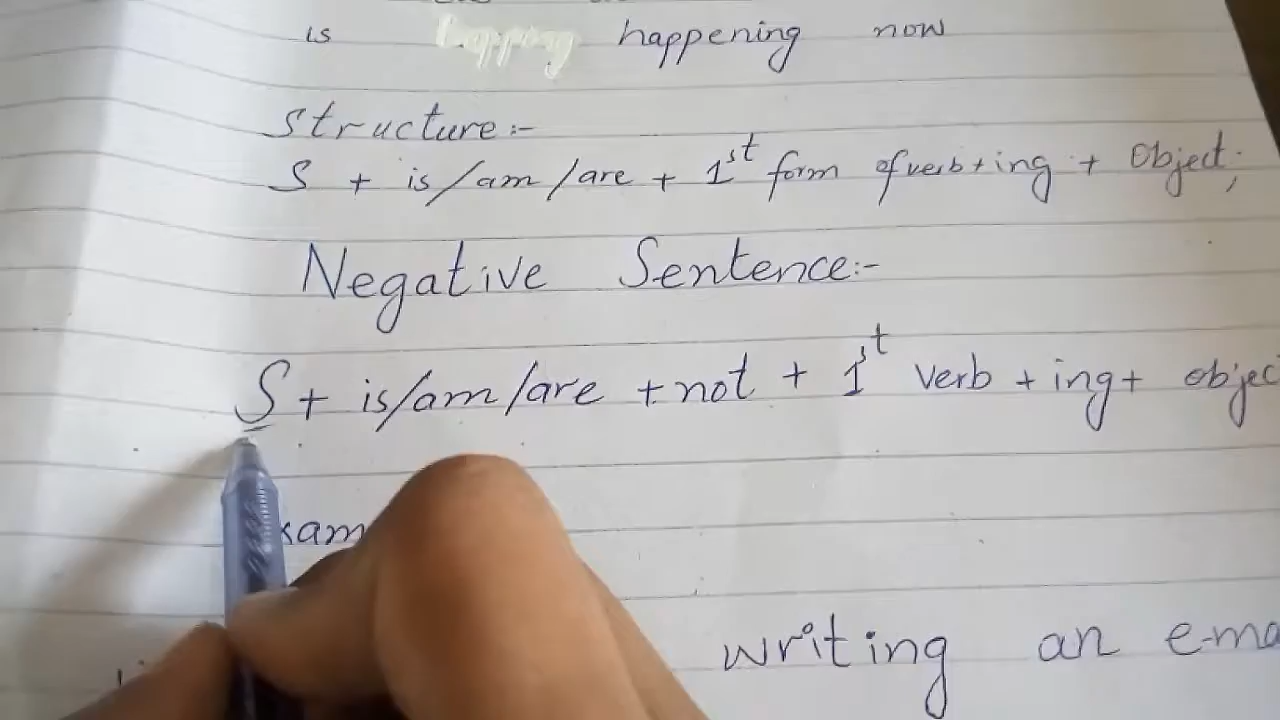 is happening now
Structure:-
S + is/am/are + 1st form of verb+ing + Object;
Negative Sentence:-
S + is/am/are + not + 1st verb + ing + objec
xam
writing an e-ma